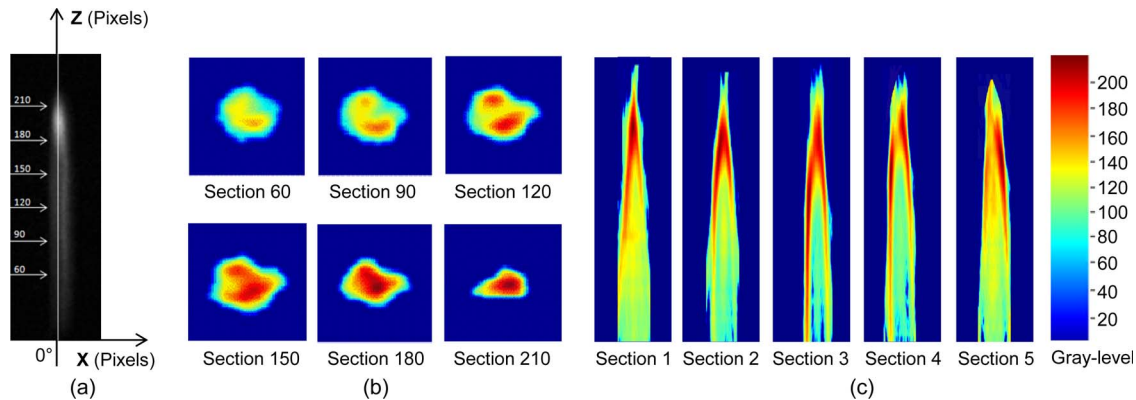 Z (Pixels)
210
180
150
120
90
60
0°
X (Pixels)
(a)
Section 60
Section 90
Section 120
Section 150
Section 180
Section 210
(b)
Section 1
Section 2
Section 3
Section 4
Section 5
(c)
200
180
160
140
120
100
80
60
40
20
Gray-level